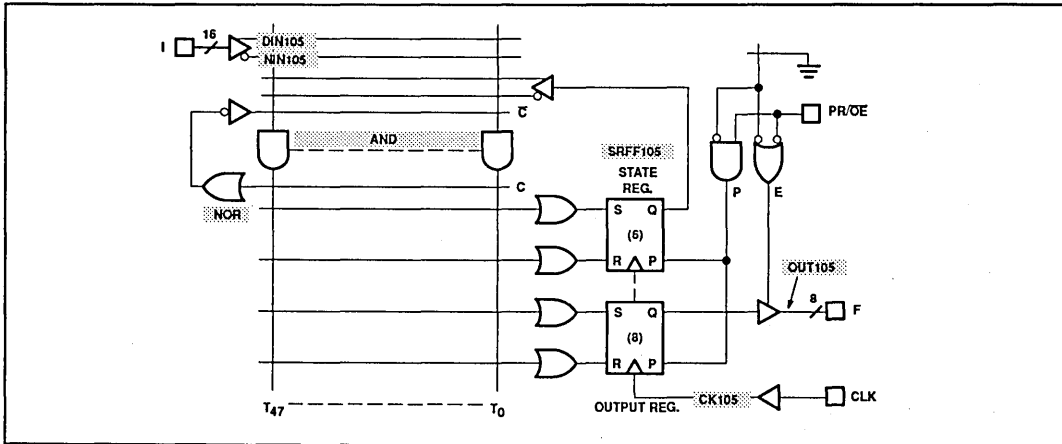 I
16
DIN105
NIN105
PR/O̅E̅
C̅
AND
SRFF105
STATE
REG.
P
E
C
NOR
S
Q
(6)
R
P
OUT105
8
F
S
Q
(8)
R
P
T47
T0
OUTPUT REG.
CK105
CLK